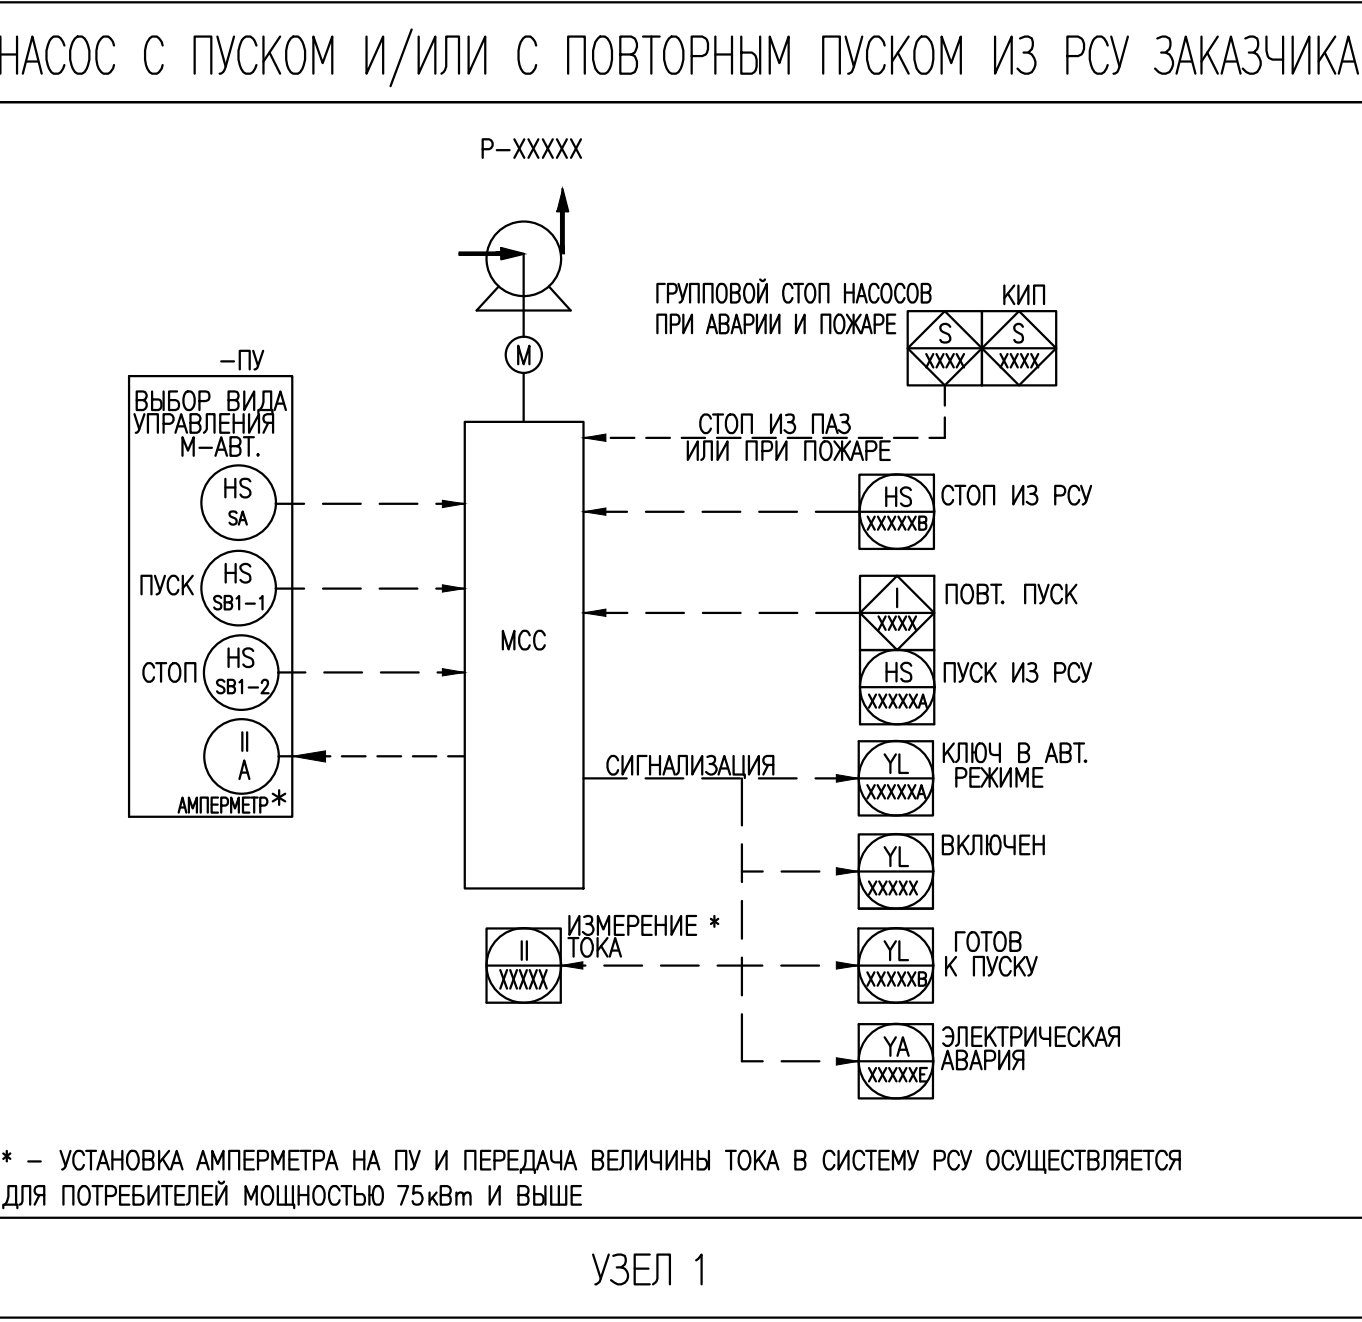 НАСОС С ПУСКОМ И/ИЛИ С ПОВТОРНЫМ ПУСКОМ ИЗ РСУ ЗАКАЗЧИКА
P-XXXXX
M
ГРУППОВОЙ СТОП НАСОСОВ
ПРИ АВАРИИ И ПОЖАРЕ
КИП
S
XXXX
S
XXXX
-ПУ
ВЫБОР ВИДА
УПРАВЛЕНИЯ
М-АВТ.
HS
SA
ПУСК
HS
SB1-1
СТОП
HS
SB1-2
II
A
АМПЕРМЕТР*
МСС
СТОП ИЗ ПАЗ
ИЛИ ПРИ ПОЖАРЕ
HS
XXXXXB
СТОП ИЗ РСУ
I
XXXX
ПОВТ. ПУСК
HS
XXXXXA
ПУСК ИЗ РСУ
СИГНАЛИЗАЦИЯ
YL
XXXXXA
КЛЮЧ В АВТ.
РЕЖИМЕ
YL
XXXXX
ВКЛЮЧЕН
II
XXXXX
ИЗМЕРЕНИЕ *
ТОКА
YL
XXXXXB
ГОТОВ
К ПУСКУ
YA
XXXXXE
ЭЛЕКТРИЧЕСКАЯ
АВАРИЯ
* - УСТАНОВКА АМПЕРМЕТРА НА ПУ И ПЕРЕДАЧА ВЕЛИЧИНЫ ТОКА В СИСТЕМУ РСУ ОСУЩЕСТВЛЯЕТСЯ
ДЛЯ ПОТРЕБИТЕЛЕЙ МОЩНОСТЬЮ 75кВт И ВЫШЕ
УЗЕЛ 1